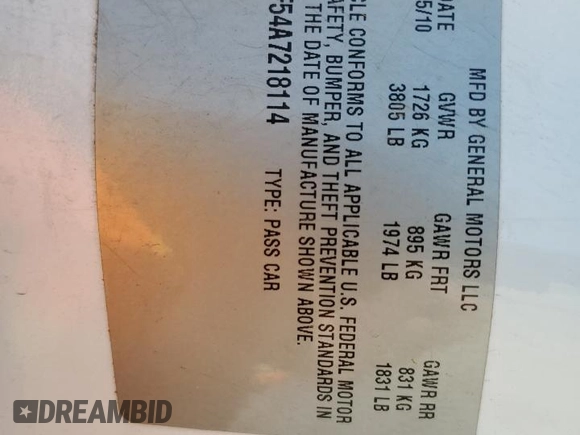 MFD BY GENERAL MOTORS LLC
DATE GVWR GAWR FRT GAWR RR
5/10 1726 KG 895 KG 831 KG
3805 LB 1974 LB 1831 LB
CLE CONFORMS TO ALL APPLICABLE U.S. FEDERAL MOTOR
AFETY, BUMPER, AND THEFT PREVENTION STANDARDS IN
THE DATE OF MANUFACTURE SHOWN ABOVE.
F54A7218114 TYPE: PASS CAR
DREAMBID